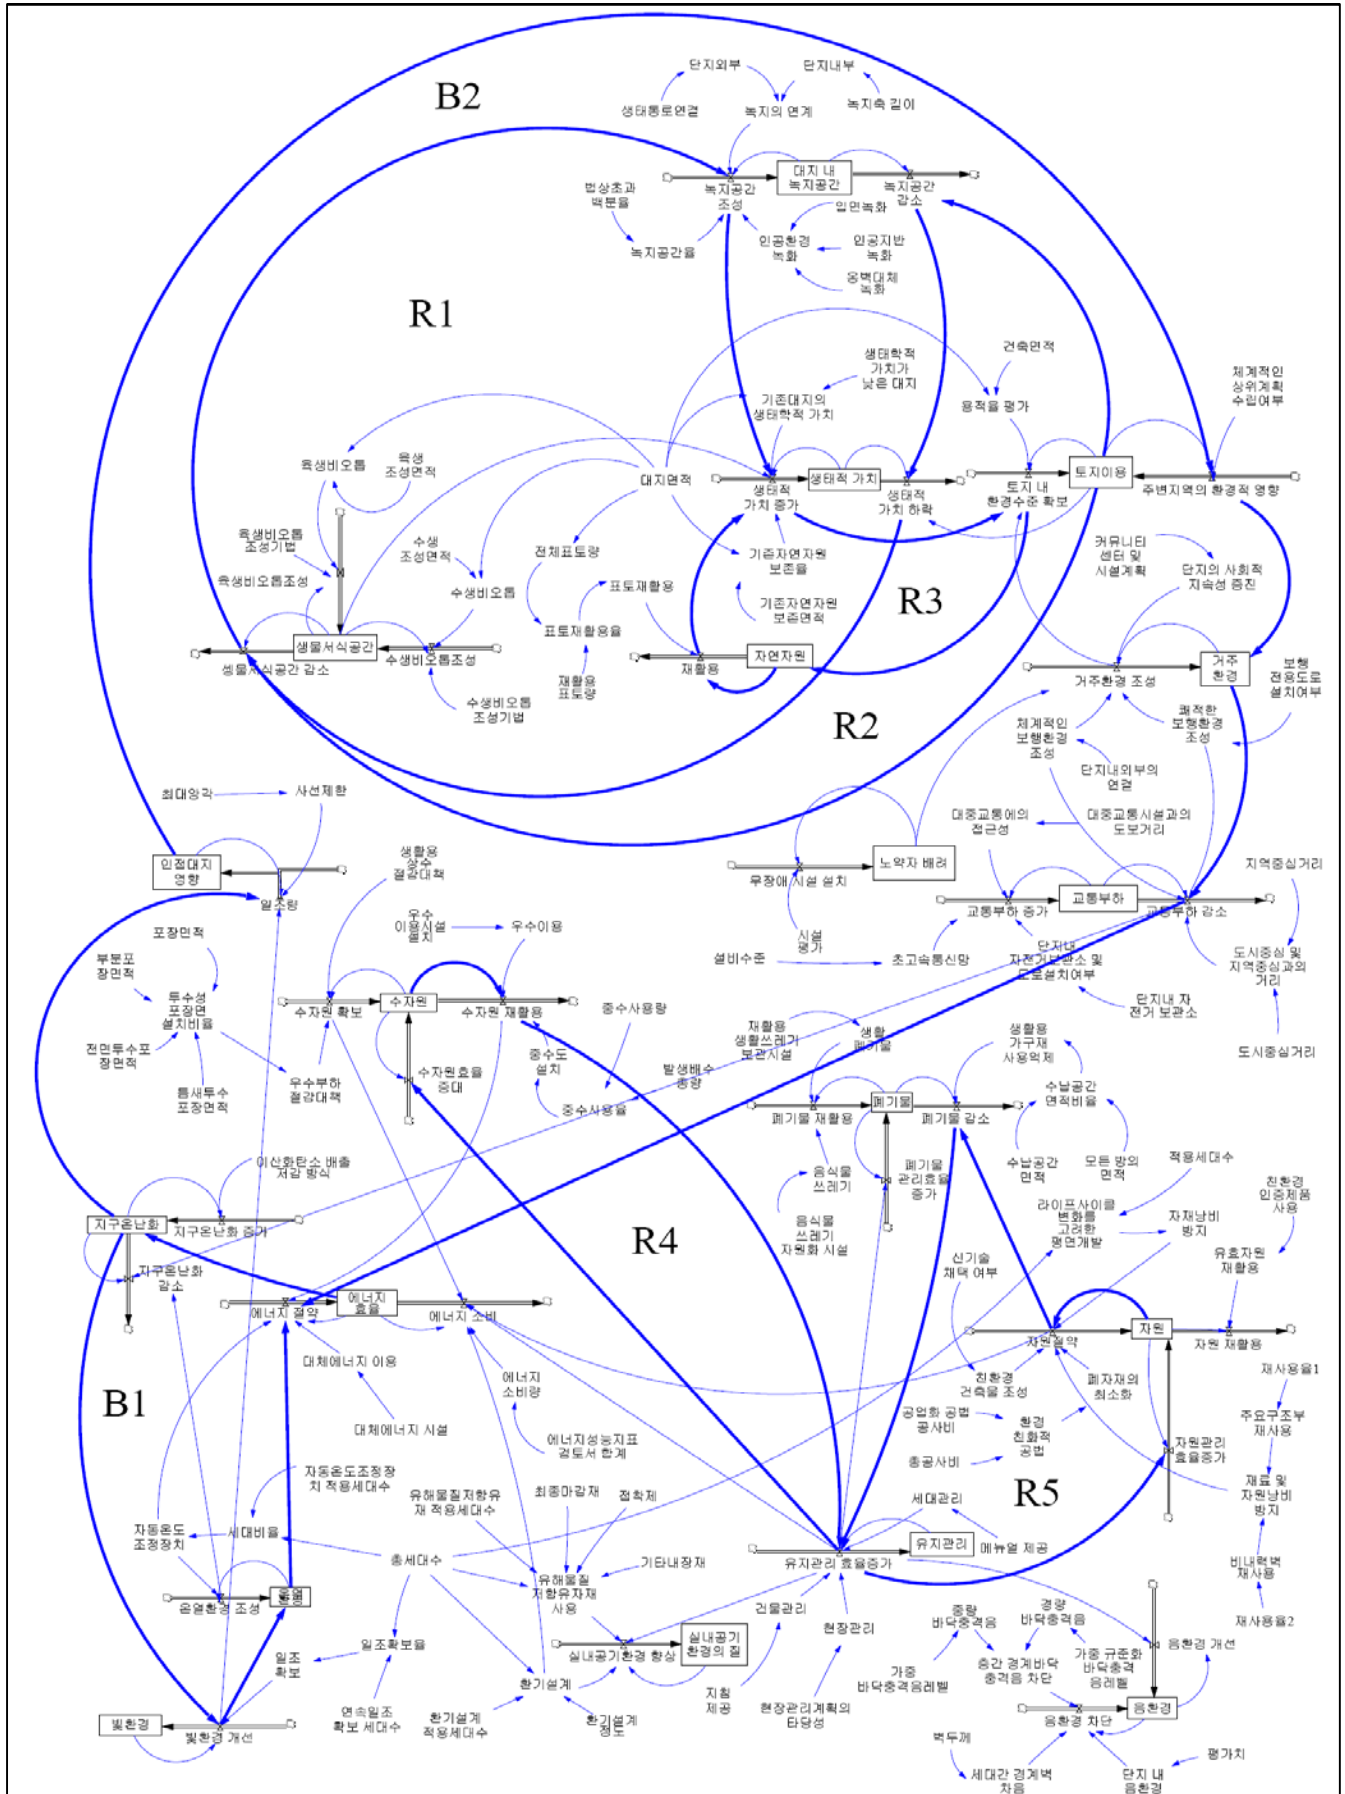 B2
단지외부
단지내부
생태통로연결
녹지의 연계
녹지축 길이
대지 내
녹지공간
녹지공간
조성
녹지공간
감소
법상초과
백분율
입면녹화
녹지공간율
인공환경
녹화
인공지반
녹화
옹벽대체
녹화
R1
건축면적
생태학적
가치가
낮은 대지
체계적인
상위계획
수립여부
기존대지의
생태학적 가치
용적율 평가
육생비오톱
육생
조성면적
대지면적
생태적
가치 증가
생태적 가치
생태적
가치 하락
토지 내
환경수준 확보
토지이용
주변지역의 환경적 영향
육생비오톱
조성기법
수생
조성면적
전체표토량
기존자연자원
보존율
커뮤니티
센터 및
시설계획
단지의 사회적
지속성 증진
육생비오톱조성
수생비오톱
표토재활용
기존자연자원
보존면적
R3
표토재활용율
생물서식공간
생물서식공간 감소
수생비오톱조성
재활용
자연자원
거주환경 조성
거주
환경
보행
전용도로
설치여부
재활용
표토량
수생비오톱
조성기법
R2
체계적인
보행환경
조성
쾌적한
보행환경
조성
단지내외부의
연결
최대앙각
사선제한
대중교통에의
접근성
대중교통시설과의
도보거리
인접대지
영향
생활용
상수
절감대책
노약자 배려
무장애 시설 설치
지역중심거리
일조량
교통부하 증가
교통부하
교통부하 감소
포장면적
우수
이용시설
설치
우수이용
시설
평가
부분포
장면적
설비수준
초고속통신망
단지내
자전거보관소 및
도로설치여부
도시중심 및
지역중심과의
거리
투수성
포장면
설치비율
수자원 확보
수자원
수자원 재활용
중수사용량
단지내 자
전거 보관소
전면투수포
장면적
재활용
생활쓰레기
보관시설
생활
폐기물
생활용
가구재
사용억제
도시중심거리
틈새투수
포장면적
우수부하
절감대책
수자원효율
증대
중수도
설치
발생배수
총량
중수사용율
수납공간
면적비율
폐기물 재활용
폐기물
폐기물 감소
이산화탄소 배출
저감 방식
음식물
쓰레기
폐기물
관리효율
증가
수납공간
면적
모든 방의
면적
적용세대수
친환경
인증제품
사용
지구온난화
지구온난화 증가
음식물
쓰레기
자원화 시설
라이프사이클
변화를
고려한
평면개발
자재낭비
방지
R4
신기술
채택 여부
유효자원
재활용
지구온난화
감소
에너지 절약
에너지
효율
에너지 소비
자원절약
자원
자원 재활용
대체에너지 이용
에너지
소비량
친환경
건축물 조성
폐자재의
최소화
재사용율1
B1
대체에너지 시설
에너지성능지표
검토서 합계
공업화 공법
공사비
환경
친화적
공법
주요구조부
재사용
총공사비
자원관리
효율증가
자동온도조정장
치 적용세대수
유해물질저함유
재 적용세대수
최종마감재
접착제
R5
재료 및
자원낭비
방지
세대관리
자동온도
조정장치
세대비율
총세대수
기타내장재
유지관리 효율증가
유지관리
메뉴얼 제공
비내력벽
재사용
온열환경 조성
유해물질
저함유자재
사용
건물관리
현장관리
중량
바닥충격음
경량
바닥충격음
재사용율2
일조
확보
일조확보율
실내공기환경 향상
실내공기
환경의 질
층간 경계바닥
충격음 차단
가중 규준화
바닥충격
음레벨
음환경 개선
연속일조
확보 세대수
환기설계
지침
제공
가중
바닥충격음레벨
현장관리계획의
타당성
빛환경
빛환경 개선
환기설계
적용세대수
환기설계
정도
음환경 차단
음환경
벽두께
세대간 경계벽
차음
단지 내
음환경
평가치